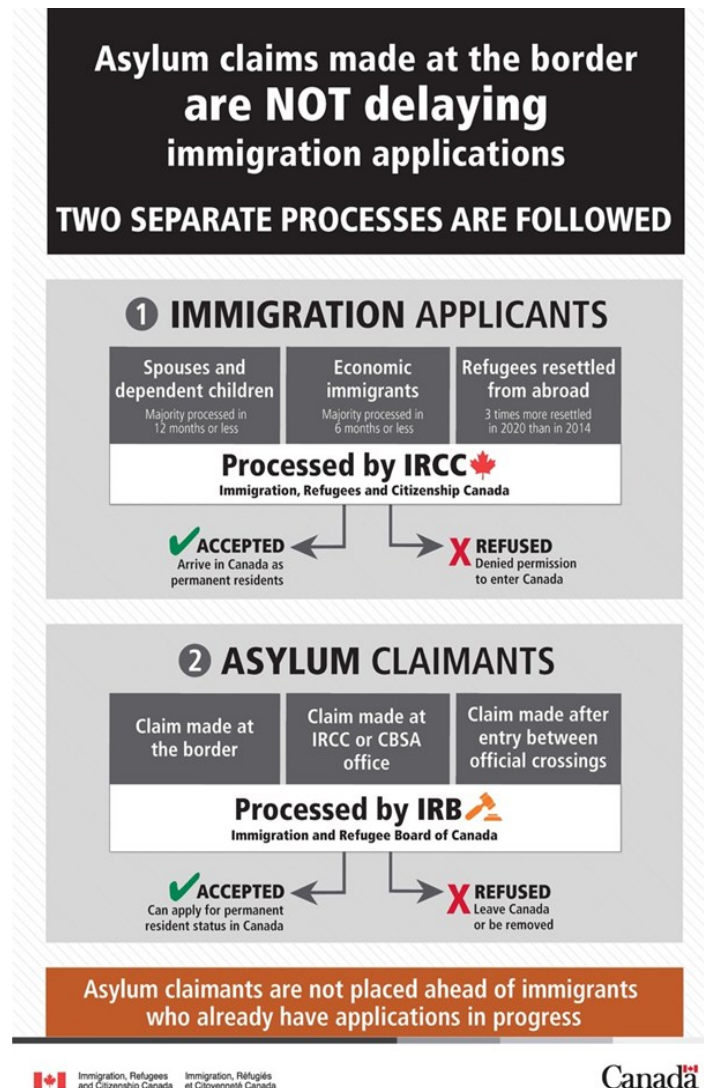 Asylum claims made at the border
are NOT delaying
immigration applications
TWO SEPARATE PROCESSES ARE FOLLOWED
1 IMMIGRATION APPLICANTS
Spouses and
dependent children
Majority processed in
12 months or less
Economic
immigrants
Majority processed in
6 months or less
Refugees resettled
from abroad
3 times more resettled
in 2020 than in 2014
Processed by IRCC
Immigration, Refugees and Citizenship Canada
ACCEPTED
Arrive in Canada as
permanent residents
X REFUSED
Denied permission
to enter Canada
2 ASYLUM CLAIMANTS
Claim made at
the border
Claim made at
IRCC or CBSA
office
Claim made after
entry between
official crossings
Processed by IRB
Immigration and Refugee Board of Canada
ACCEPTED
Can apply for permanent
resident status in Canada
X REFUSED
Leave Canada
or be removed
Asylum claimants are not placed ahead of immigrants
who already have applications in progress
Immigration, Refugees
and Citizenship Canada
Immigration, Réfugiés
et Citoyenneté Canada
Canada